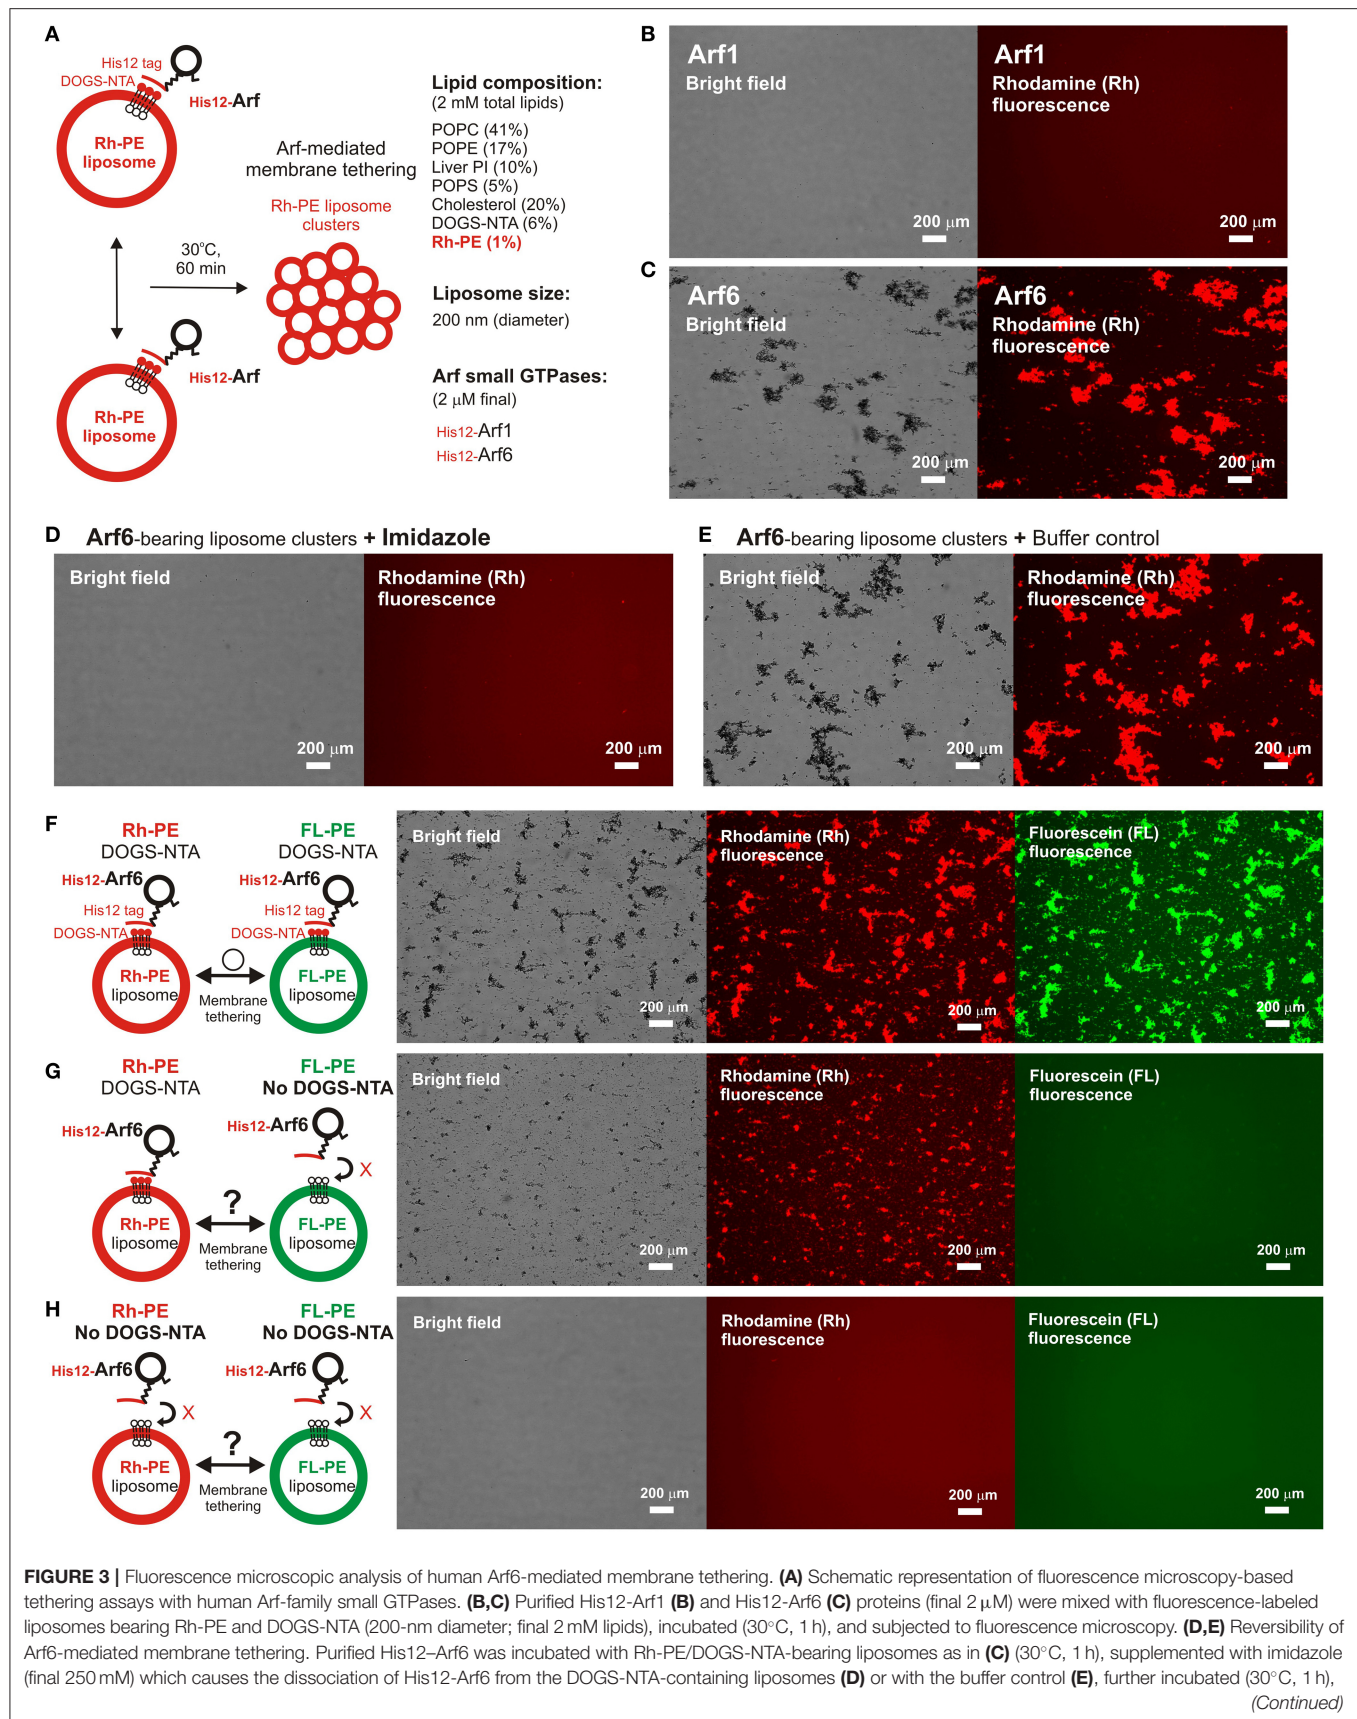 A
His12 tag
DOGS-NTA
His12-Arf
Rh-PE
liposome
30°C,
60 min
His12-Arf
Rh-PE
liposome
Arf-mediated
membrane tethering
Rh-PE liposome
clusters
Lipid composition:
(2 mM total lipids)
POPC (41%)
POPE (17%)
Liver PI (10%)
POPS (5%)
Cholesterol (20%)
DOGS-NTA (6%)
Rh-PE (1%)
Liposome size:
200 nm (diameter)
Arf small GTPases:
(2 μM final)
His12-Arf1
His12-Arf6
B
Arf1
Bright field
200 μm
Arf1
Rhodamine (Rh)
fluorescence
200 μm
C
Arf6
Bright field
200 μm
Arf6
Rhodamine (Rh)
fluorescence
200 μm
D Arf6-bearing liposome clusters + Imidazole
Bright field
200 μm
Rhodamine (Rh)
fluorescence
200 μm
E Arf6-bearing liposome clusters + Buffer control
Bright field
200 μm
Rhodamine (Rh)
fluorescence
200 μm
F
Rh-PE
DOGS-NTA
His12-Arf6
His12 tag
DOGS-NTA
Rh-PE
liposome
Membrane
tethering
FL-PE
DOGS-NTA
His12-Arf6
His12 tag
DOGS-NTA
FL-PE
liposome
Bright field
200 μm
Rhodamine (Rh)
fluorescence
200 μm
Fluorescein (FL)
fluorescence
200 μm
G
Rh-PE
DOGS-NTA
His12-Arf6
Rh-PE
liposome
?
Membrane
tethering
FL-PE
No DOGS-NTA
His12-Arf6
X
FL-PE
liposome
Bright field
200 μm
Rhodamine (Rh)
fluorescence
200 μm
Fluorescein (FL)
fluorescence
200 μm
H
Rh-PE
No DOGS-NTA
His12-Arf6
X
Rh-PE
liposome
?
Membrane
tethering
FL-PE
No DOGS-NTA
His12-Arf6
X
FL-PE
liposome
Bright field
200 μm
Rhodamine (Rh)
fluorescence
200 μm
Fluorescein (FL)
fluorescence
200 μm
FIGURE 3 | Fluorescence microscopic analysis of human Arf6-mediated membrane tethering. (A) Schematic representation of fluorescence microscopy-based
tethering assays with human Arf-family small GTPases. (B,C) Purified His12-Arf1 (B) and His12-Arf6 (C) proteins (final 2 μM) were mixed with fluorescence-labeled
liposomes bearing Rh-PE and DOGS-NTA (200-nm diameter; final 2 mM lipids), incubated (30°C, 1 h), and subjected to fluorescence microscopy. (D,E) Reversibility of
Arf6-mediated membrane tethering. Purified His12–Arf6 was incubated with Rh-PE/DOGS-NTA-bearing liposomes as in (C) (30°C, 1 h), supplemented with imidazole
(final 250 mM) which causes the dissociation of His12-Arf6 from the DOGS-NTA-containing liposomes (D) or with the buffer control (E), further incubated (30°C, 1 h),
(Continued)